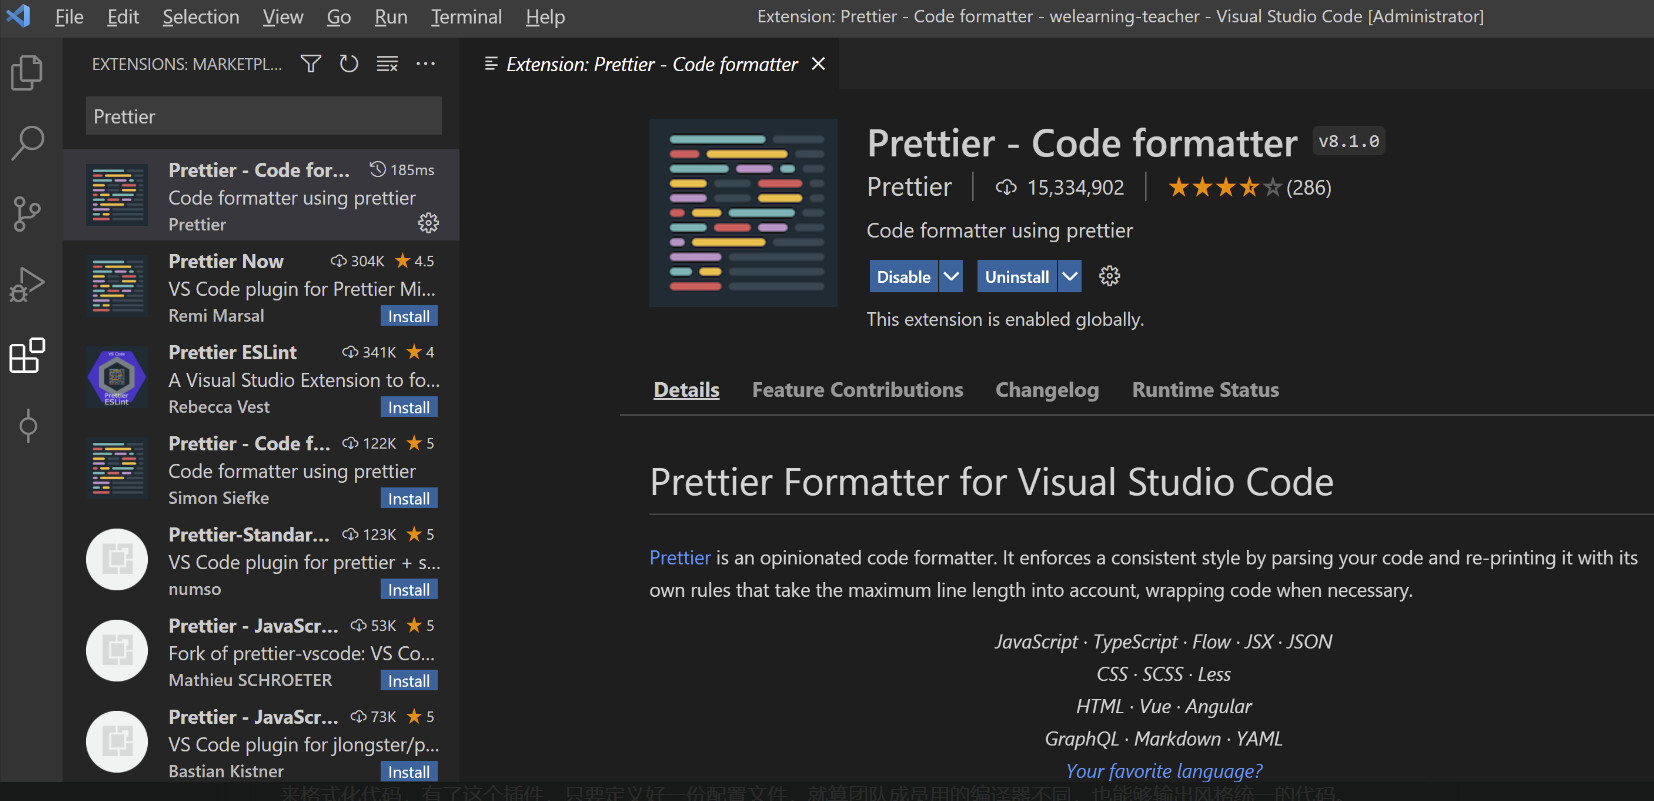 File Edit Selection View Go Run Terminal Help
Extension: Prettier - Code formatter - welearning-teacher - Visual Studio Code [Administrator]
EXTENSIONS: MARKETPL...
Prettier
Prettier - Code for... 185ms
Code formatter using prettier
Prettier
Prettier Now 304K ★ 4.5
VS Code plugin for Prettier Mi...
Remi Marsal Install
VS Code
Prettier
ESLint
Prettier ESLint 341K ★ 4
A Visual Studio Extension to fo...
Rebecca Vest Install
Prettier - Code f... 122K ★ 5
Code formatter using prettier
Simon Siefke Install
Prettier-Standar... 123K ★ 5
VS Code plugin for prettier + s...
numso Install
Prettier - JavaScr... 53K ★ 5
Fork of prettier-vscode: VS Co...
Mathieu SCHROETER Install
Prettier - JavaScr... 73K ★ 5
VS Code plugin for jlongster/p...
Bastian Kistner Install
Extension: Prettier - Code formatter
Prettier - Code formatter v8.1.0
Prettier 15,334,902 ★★★★☆ (286)
Code formatter using prettier
Disable Uninstall
This extension is enabled globally.
Details Feature Contributions Changelog Runtime Status
Prettier Formatter for Visual Studio Code
Prettier is an opinionated code formatter. It enforces a consistent style by parsing your code and re-printing it with its
own rules that take the maximum line length into account, wrapping code when necessary.
JavaScript · TypeScript · Flow · JSX · JSON
CSS · SCSS · Less
HTML · Vue · Angular
GraphQL · Markdown · YAML
Your favorite language?
来格式化代码，有了这个插件，只要定义好一份配置文件，就算团队成员用的编译器不同，也能够输出风格统一的代码。